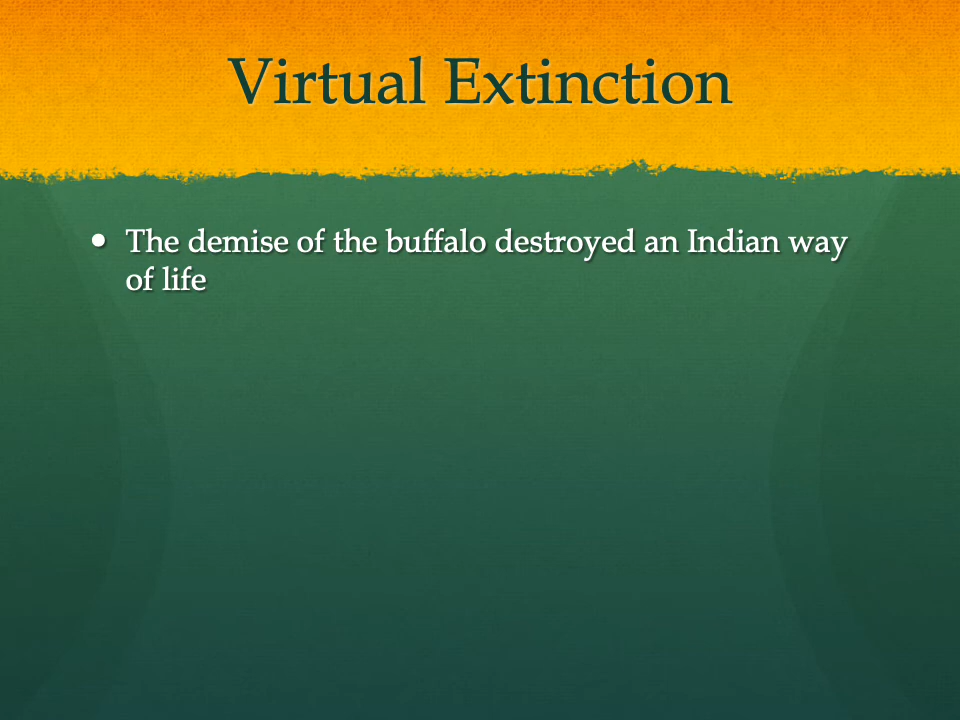 Virtual Extinction
• The demise of the buffalo destroyed an Indian way
of life